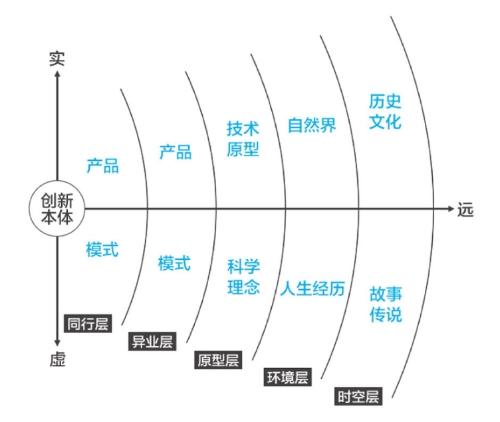 实
历史
文化
技术
原型
自然界
产品
产品
创新
本体
远
模式
模式
科学
理念
人生经历
故事
传说
同行层
异业层
原型层
环境层
时空层
虚